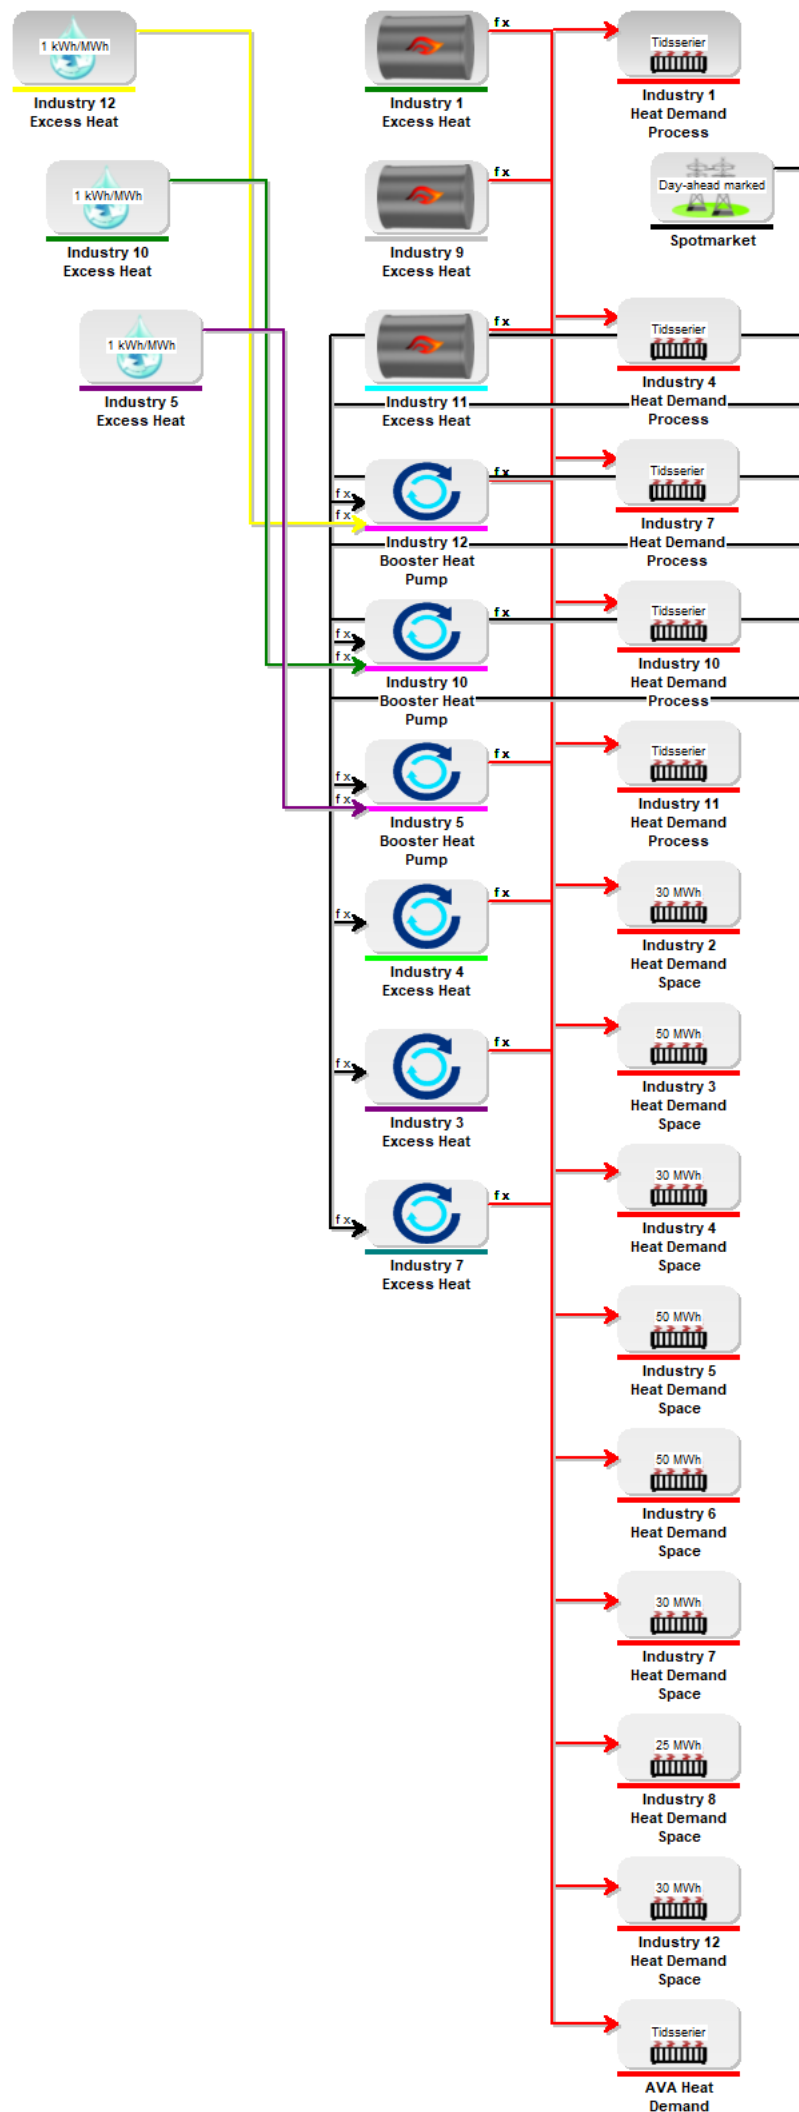 1 kWh/MWh
Industry 12
Excess Heat
1 kWh/MWh
Industry 10
Excess Heat
1 kWh/MWh
Industry 5
Excess Heat
f x
Industry 1
Excess Heat
f x
Industry 9
Excess Heat
f x
Industry 11
Excess Heat
f x
f x
f x
Industry 12
Booster Heat
Pump
f x
f x
f x
Industry 10
Booster Heat
Pump
f x
f x
f x
Industry 5
Booster Heat
Pump
f x
f x
Industry 4
Excess Heat
f x
f x
Industry 3
Excess Heat
f x
f x
Industry 7
Excess Heat
Tidsserier
Industry 1
Heat Demand
Process
Day-ahead marked
Spotmarket
Tidsserier
Industry 4
Heat Demand
Process
Tidsserier
Industry 7
Heat Demand
Process
Tidsserier
Industry 10
Heat Demand
Process
Tidsserier
Industry 11
Heat Demand
Process
30 MWh
Industry 2
Heat Demand
Space
50 MWh
Industry 3
Heat Demand
Space
30 MWh
Industry 4
Heat Demand
Space
50 MWh
Industry 5
Heat Demand
Space
50 MWh
Industry 6
Heat Demand
Space
30 MWh
Industry 7
Heat Demand
Space
25 MWh
Industry 8
Heat Demand
Space
30 MWh
Industry 12
Heat Demand
Space
Tidsserier
AVA Heat
Demand